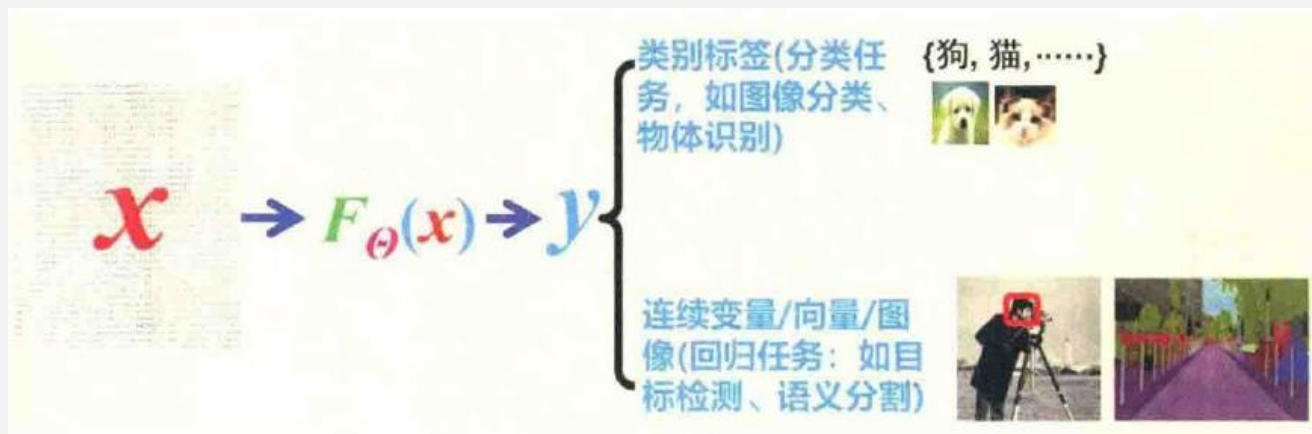 类别标签(分类任 {狗, 猫,······}
务，如图像分类、
物体识别)
x → F_Θ(x) → y
连续变量/向量/图
像(回归任务：如目
标检测、语义分割)